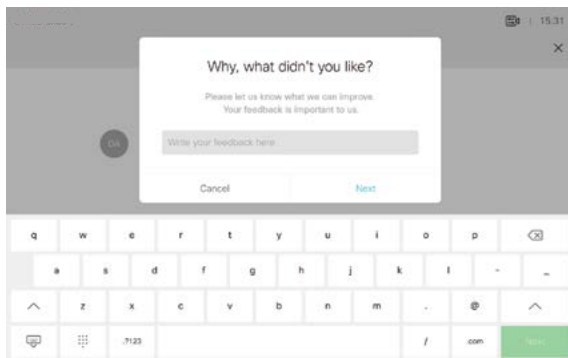 15:31
Why, what didn't you like?
Please let us know what we can improve.
Your feedback is important to us.
DA
Write your feedback here
Cancel Next
q w e r t y u i o p
a s d f g h j k l - _
z x c v b n m . @
.?123 / .com Next